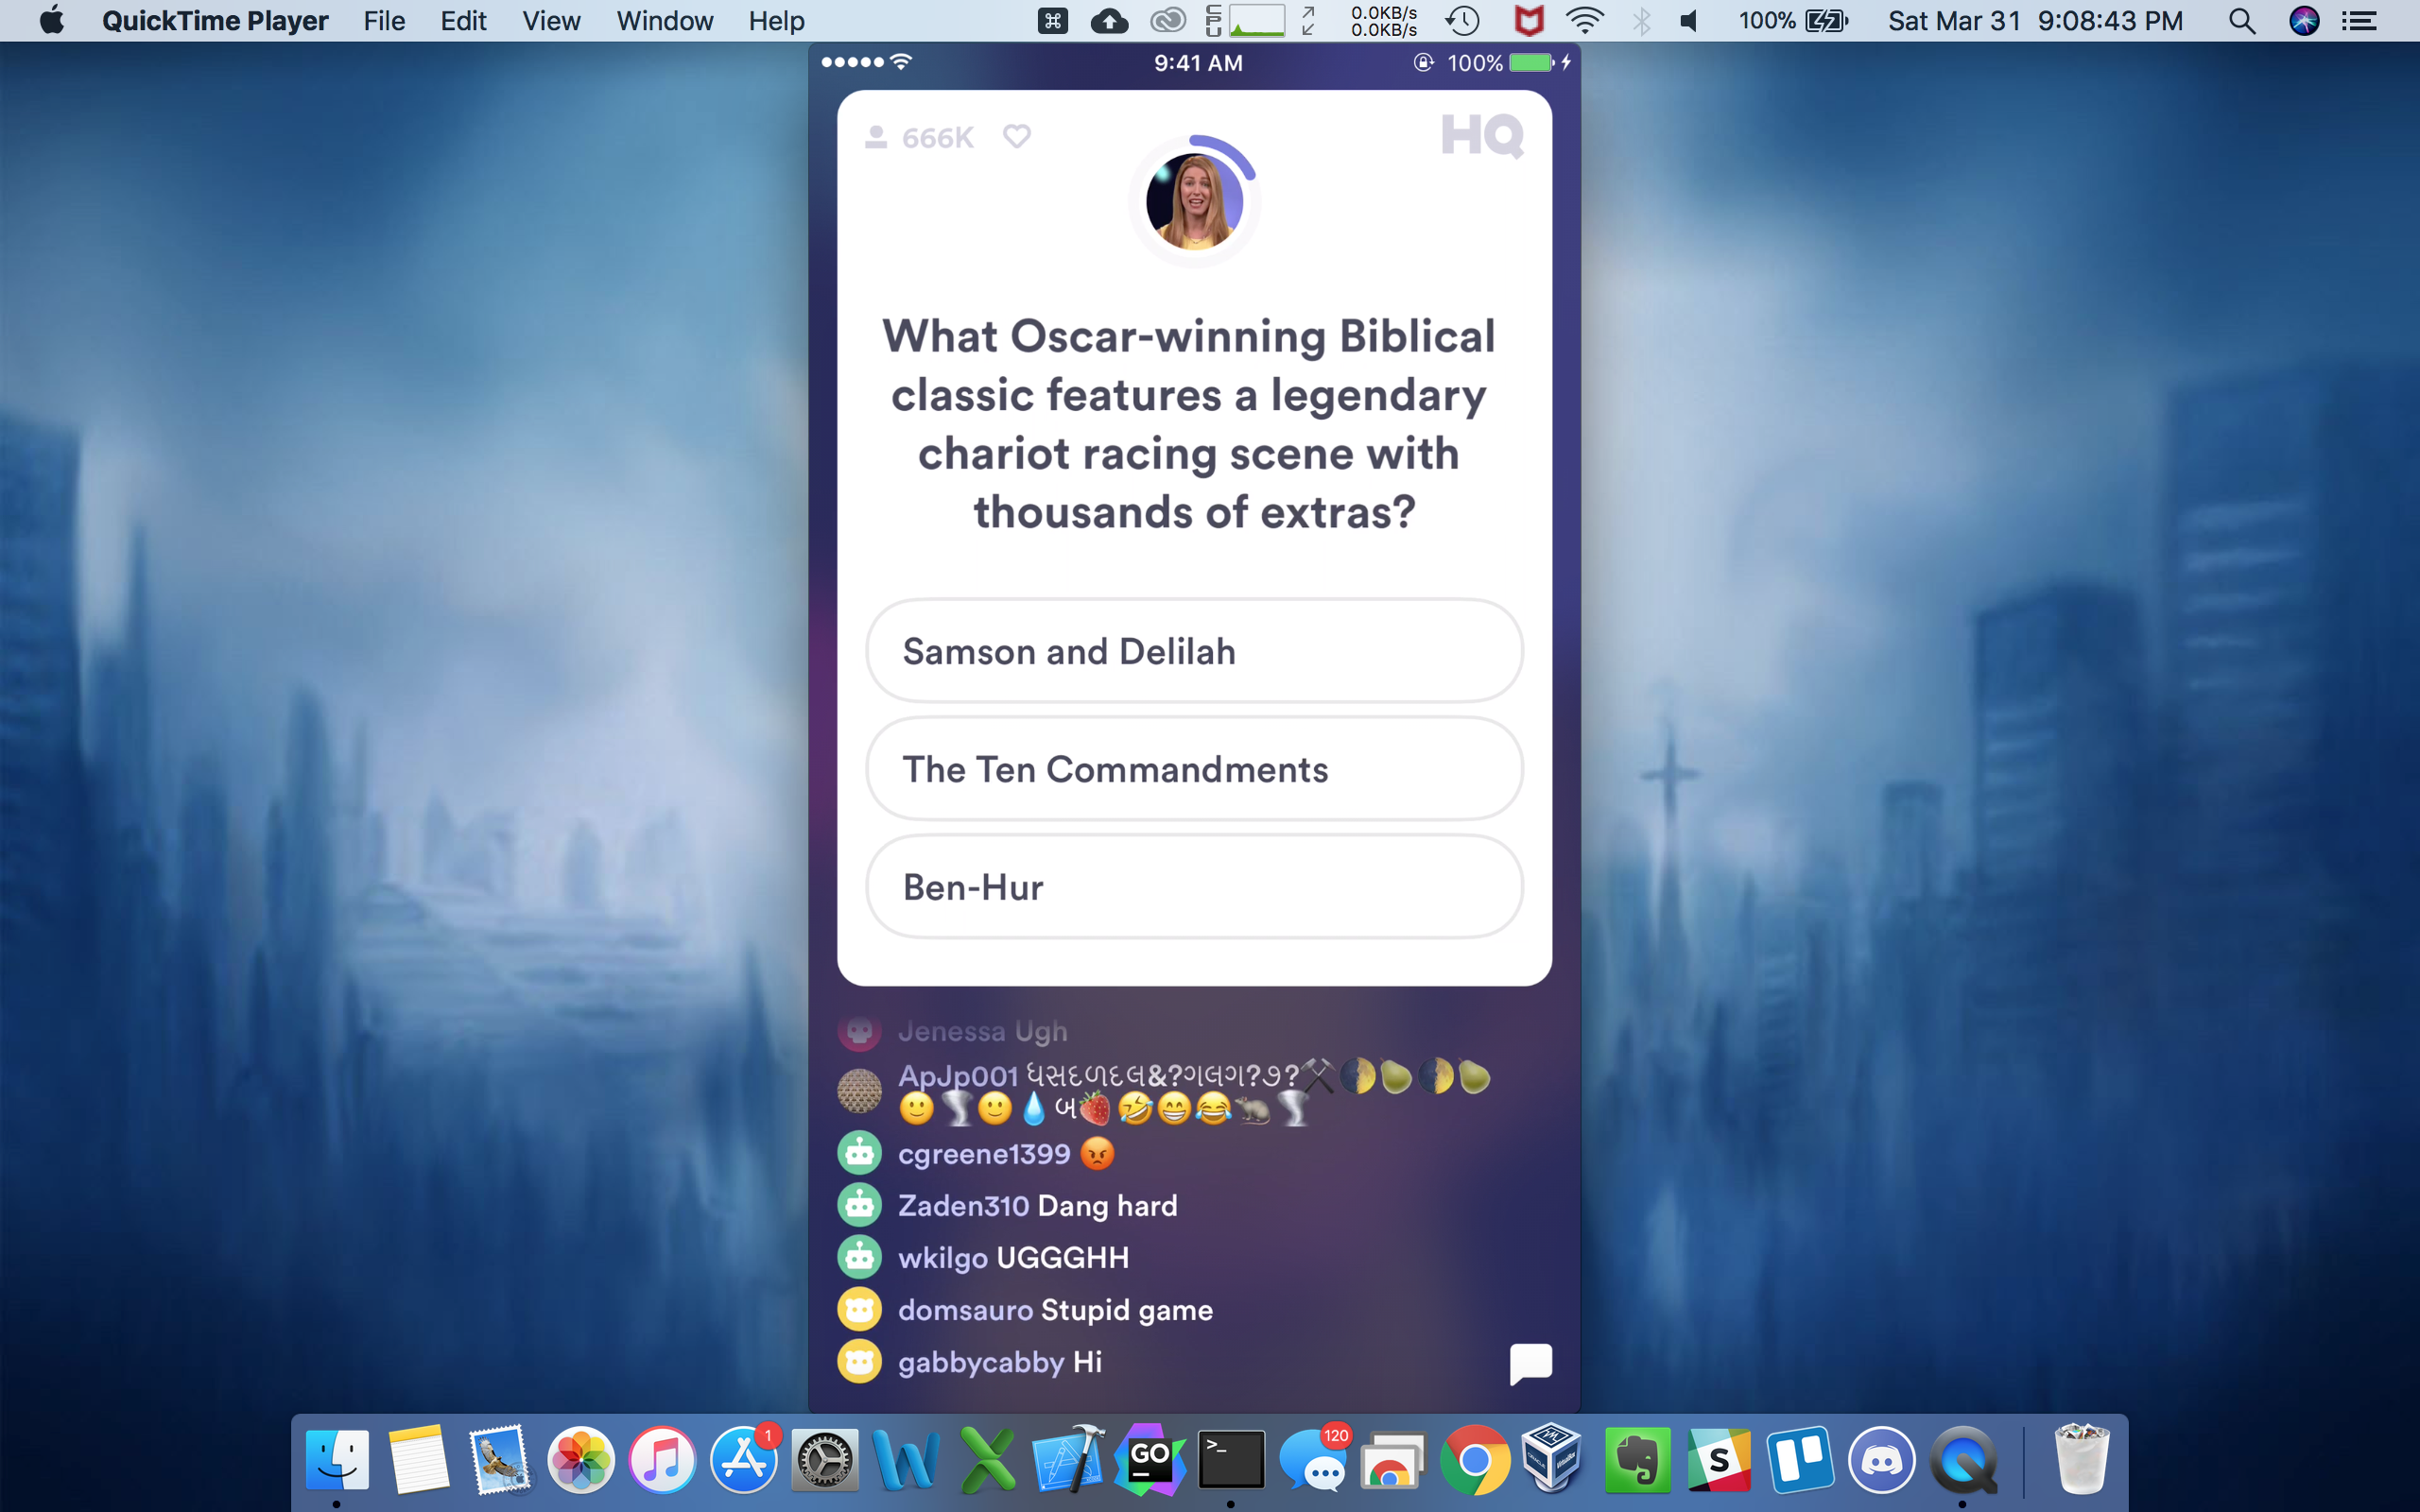 QuickTime Player File Edit View Window Help
CPU
0.0KB/s
0.0KB/s
100%
Sat Mar 31 9:08:43 PM
9:41 AM
100%
666K
HQ
What Oscar-winning Biblical
classic features a legendary
chariot racing scene with
thousands of extras?
Samson and Delilah
The Ten Commandments
Ben-Hur
Jenessa Ugh
ApJp001
cgreene1399 😡
Zaden310 Dang hard
wkilgo UGGGHH
domsauro Stupid game
gabbycabby Hi
1
GO
>_
120
S